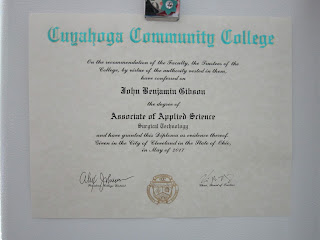 Cuyahoga Community College
On the recommendation of the Faculty, the Trustees of the
College, by virtue of the authority vested in them,
have conferred on
John Benjamin Gibson
the degree of
Associate of Applied Science
Surgical Technology
and have granted this Diploma as evidence thereof.
Given in the City of Cleveland in the State of Ohio,
in May of 2017
Alex Johnson